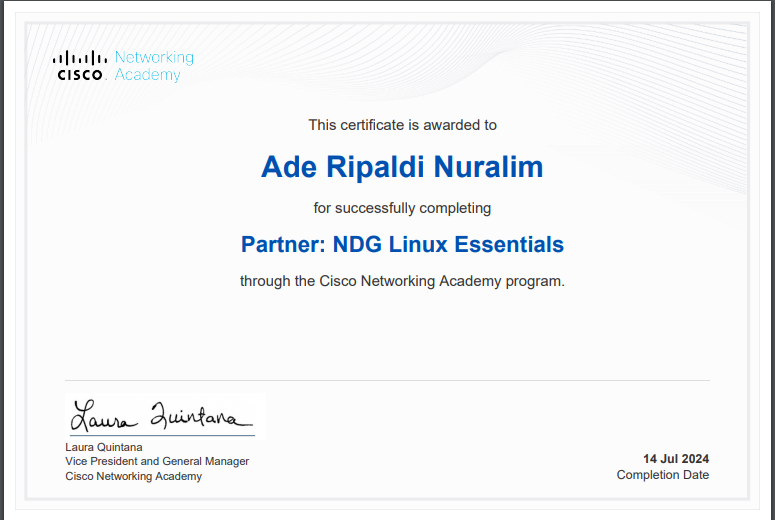 Networking
CISCO Academy
This certificate is awarded to
Ade Ripaldi Nuralim
for successfully completing
Partner: NDG Linux Essentials
through the Cisco Networking Academy program.
Laura Quintana
Laura Quintana
Vice President and General Manager
Cisco Networking Academy
14 Jul 2024
Completion Date